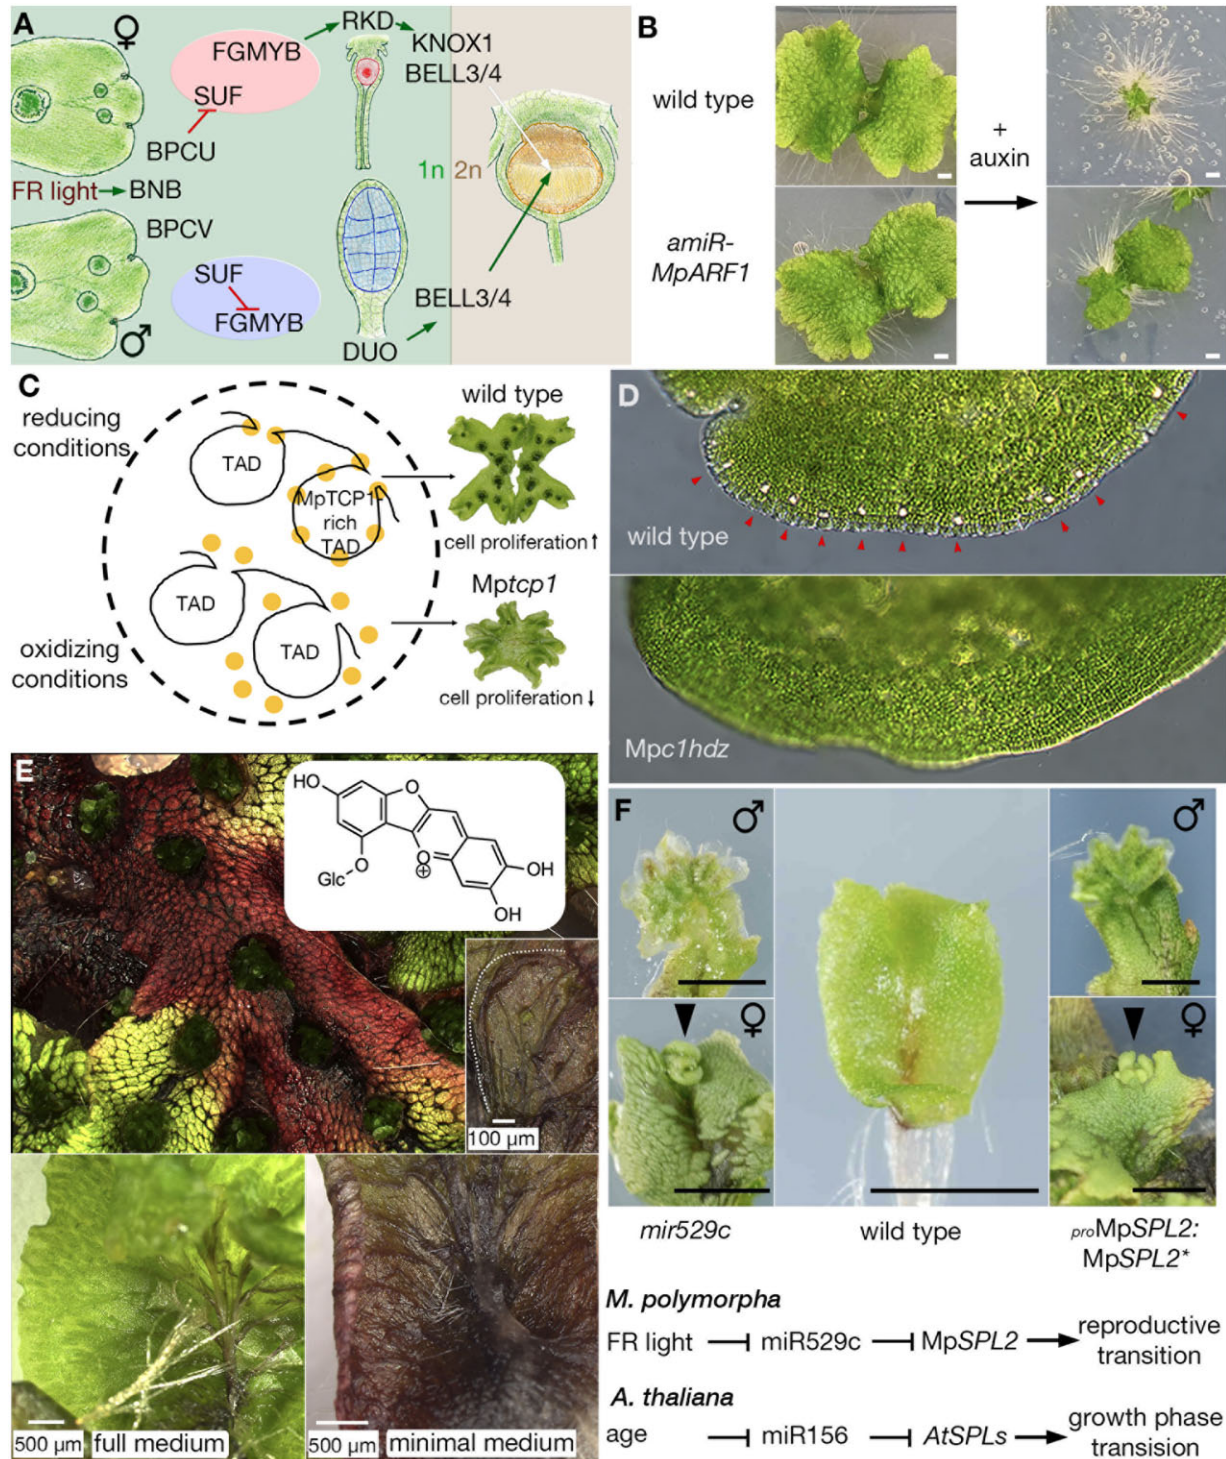 A
♀
FGMYB
RKD
KNOX1
BELL3/4
SUF
BPCU
1n 2n
FR light
BNB
BPCV
SUF
FGMYB
♂
BELL3/4
DUO
B
wild type
+
auxin
amiR-
MpARF1
C
reducing
conditions
TAD
MpTCP1-
rich
TAD
wild type
cell proliferation↑
Mptcp1
TAD
oxidizing
conditions
TAD
cell proliferation ↓
D
wild type
Mpc1hdz
E
HO
O
O
⊕
Glc
O
OH
OH
100 µm
500 µm
full medium
500 µm
minimal medium
F
♂
♂
♀
♀
mir529c
wild type
proMpSPL2:
MpSPL2*
M. polymorpha
FR light
miR529c
MpSPL2
reproductive
transition
A. thaliana
age
miR156
AtSPLs
growth phase
transision